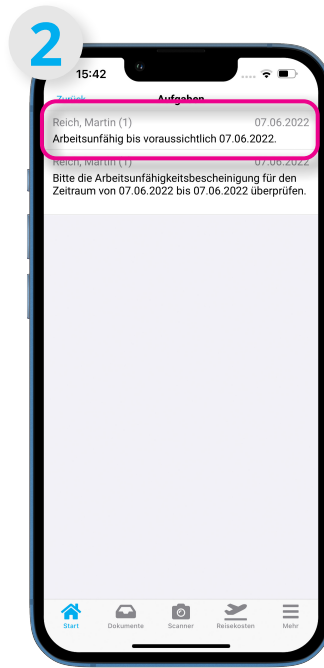 2
15:42
Zurück Aufgaben
Reich, Martin (1) 07.06.2022
Arbeitsunfähig bis voraussichtlich 07.06.2022.
Reich, Martin (1) 07.06.2022
Bitte die Arbeitsunfähigkeitsbescheinigung für den
Zeitraum von 07.06.2022 bis 07.06.2022 überprüfen.
Start Dokumente Scanner Reisekosten Mehr